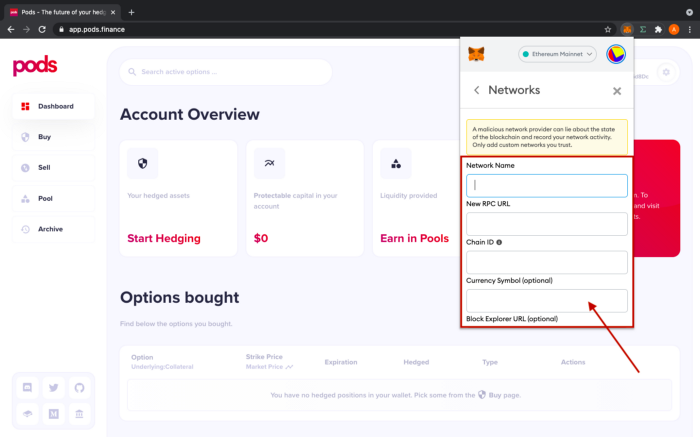 Pods - The future of your hedg
app.pods.finance
A
pods
Search active options ...
Dashboard
Buy
Sell
Pool
Archive
Account Overview
Your hedged assets
Start Hedging
Protectable capital in your
account
$0
Liquidity provided
Earn in Pools
To
and visit
ts.
Ethereum Mainnet
Networks
A malicious network provider can lie about the state
of the blockchain and record your network activity.
Only add custom networks you trust.
Network Name
New RPC URL
Chain ID
Currency Symbol (optional)
Block Explorer URL (optional)
Options bought
Find below the options you bought.
Option
Underlying:Collateral
Strike Price
Market Price
Expiration
Hedged
Type
Actions
You have no hedged positions in your wallet. Pick some from the Buy page.